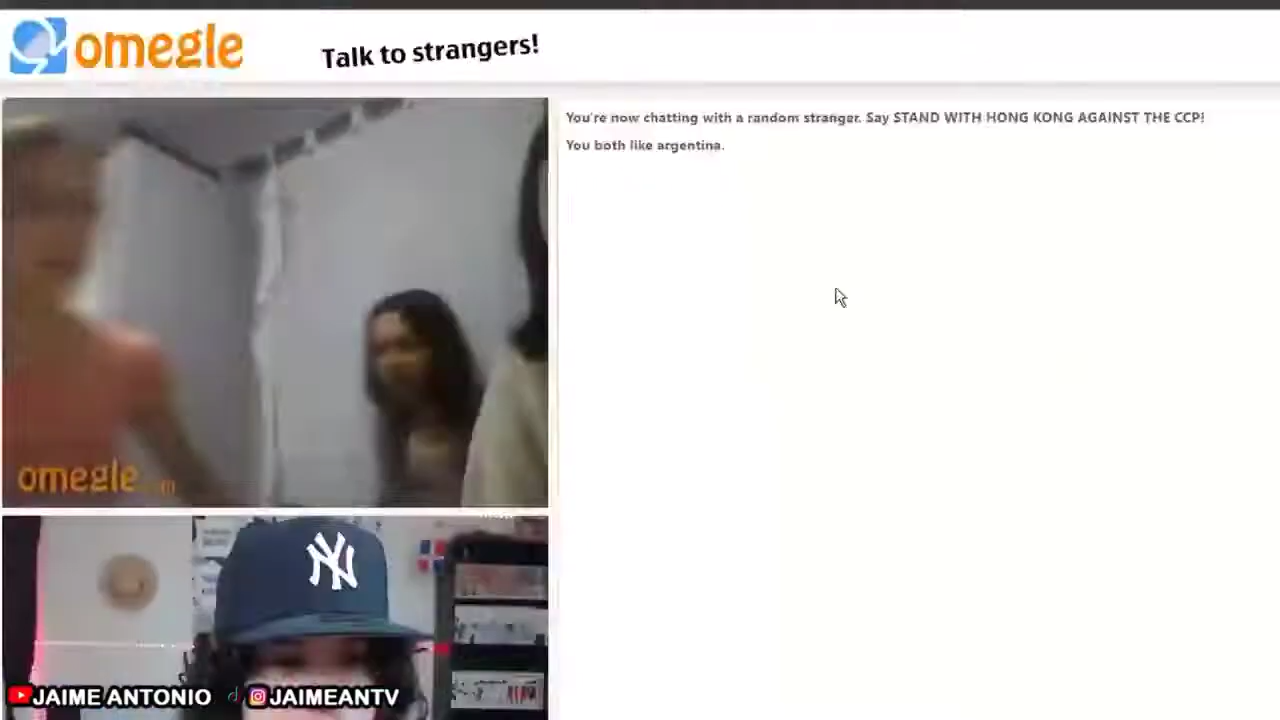 omegle
Talk to strangers!
You're now chatting with a random stranger. Say STAND WITH HONG KONG AGAINST THE CCP!
You both like argentina.
omegle
NY
JAIME ANTONIO
JAIMEANTV